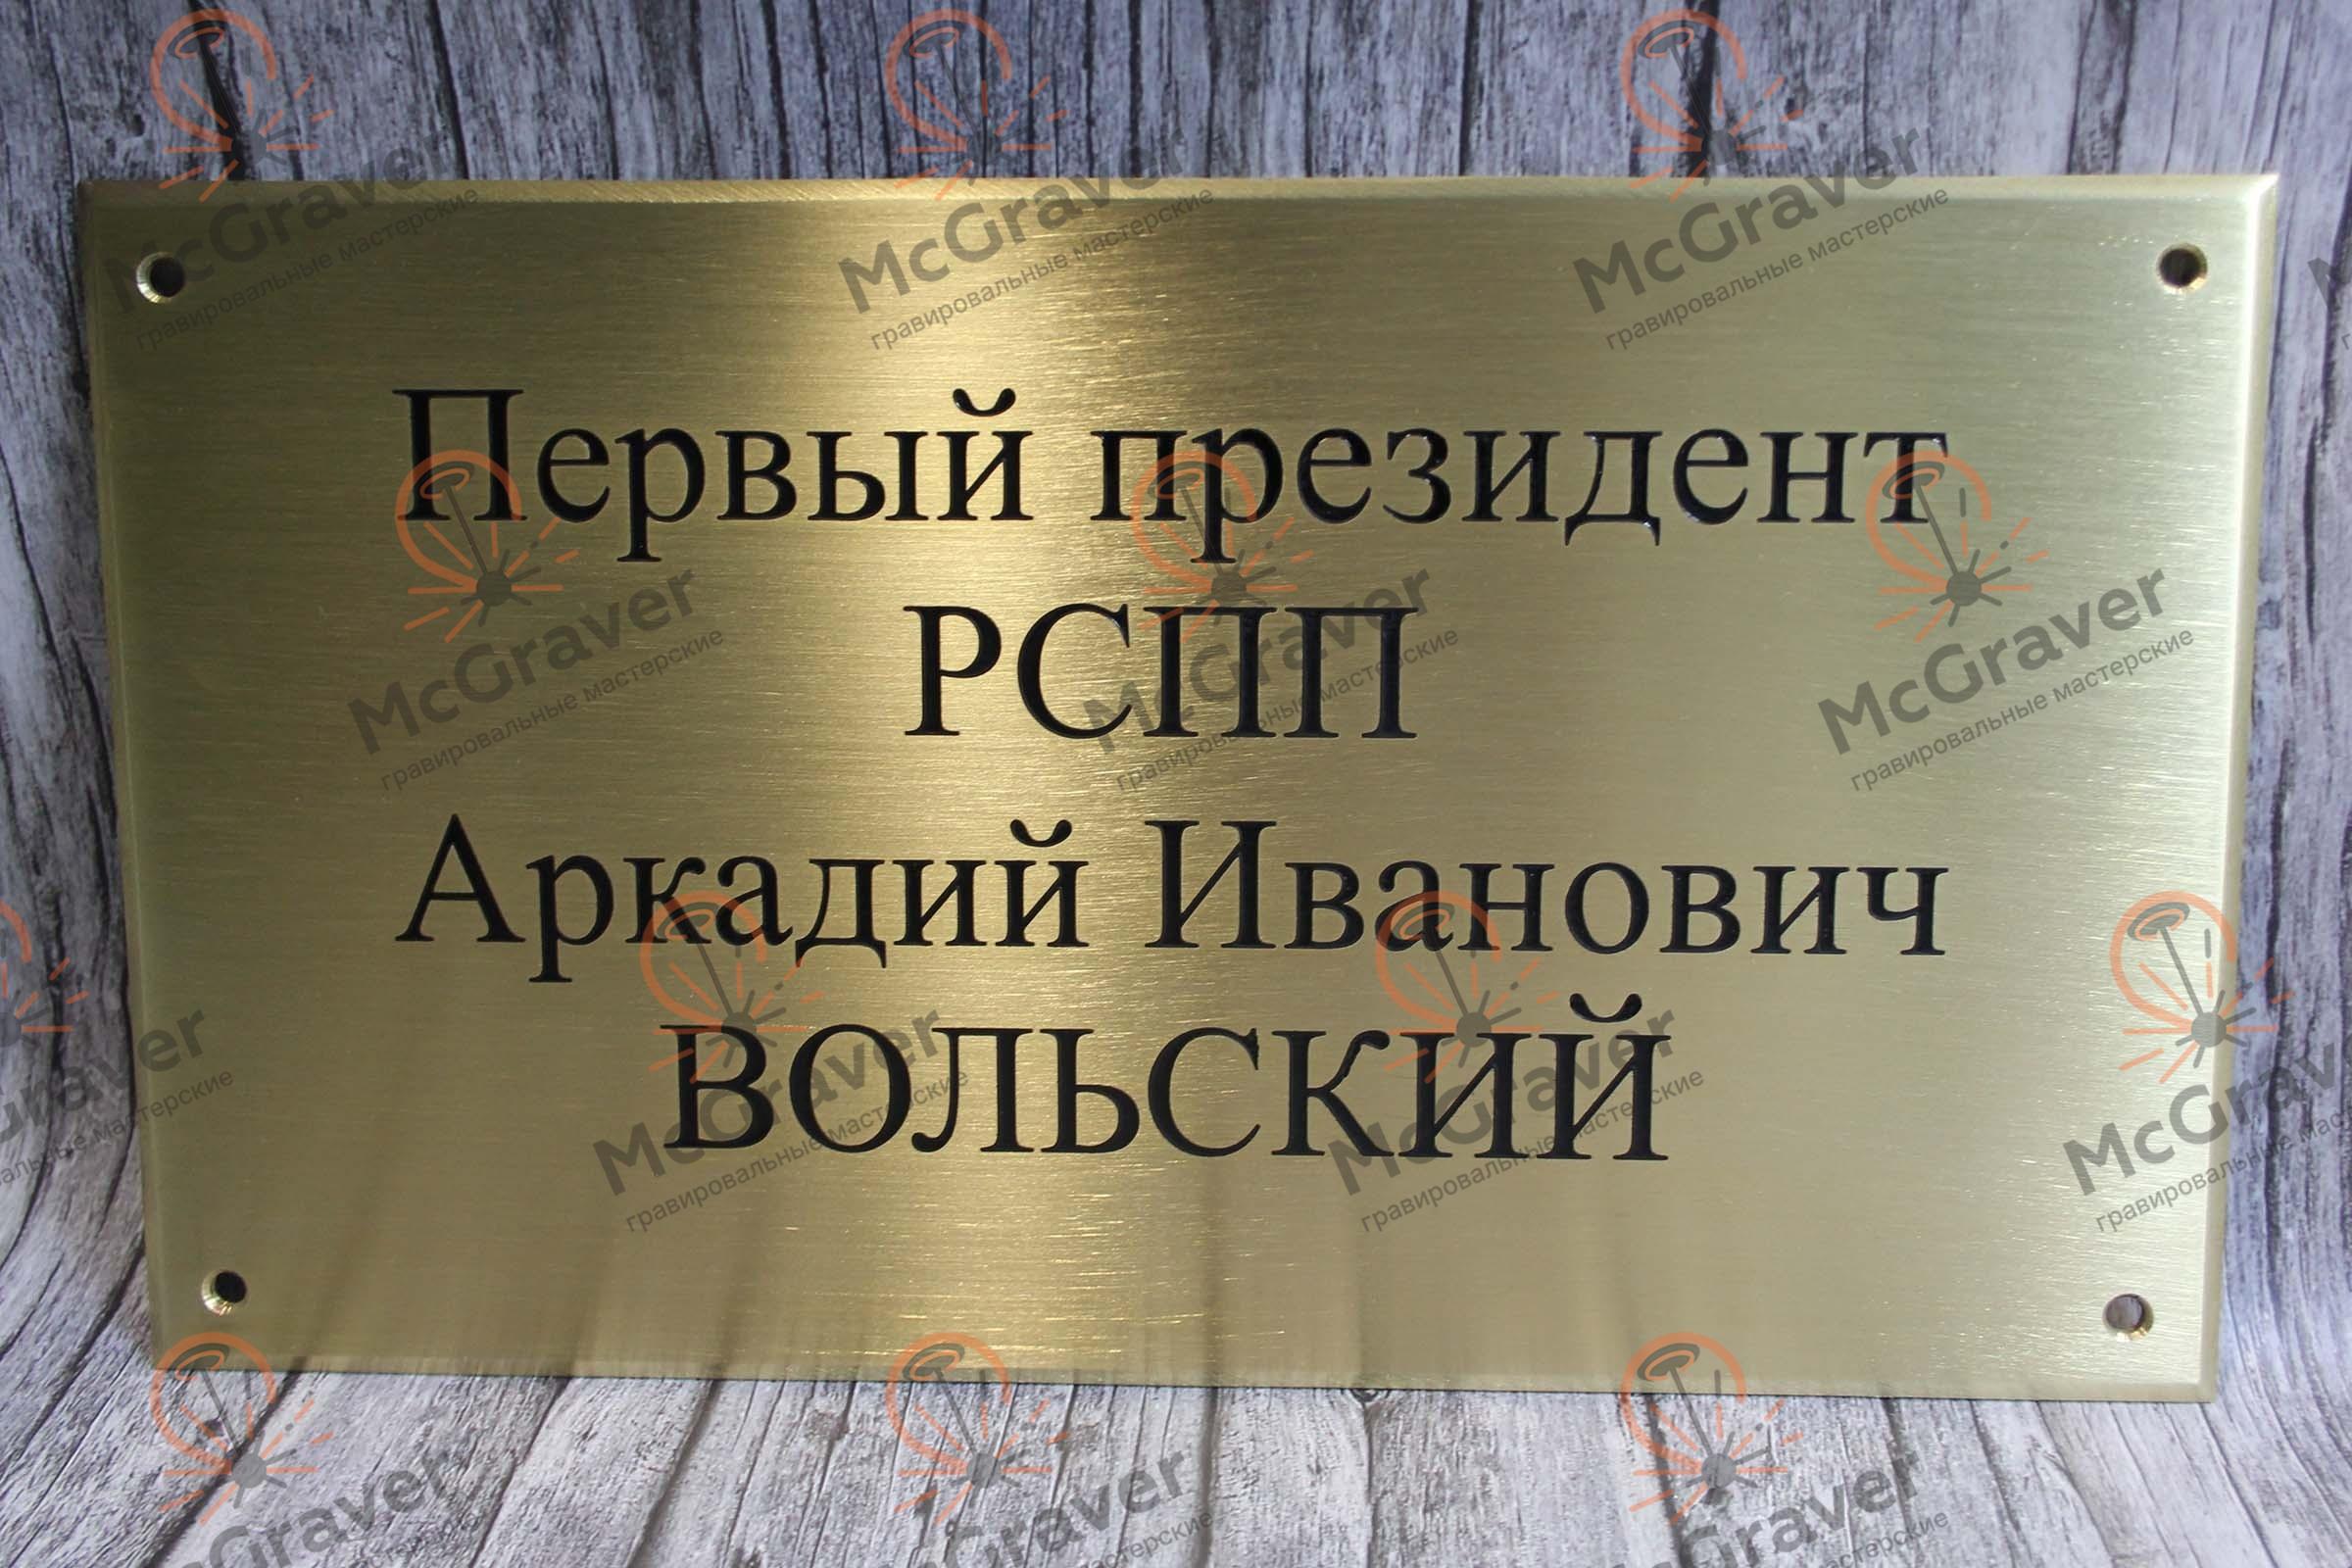 Первый президент
РСПП
Аркадий Иванович
ВОЛЬСКИЙ
McGraver
гравировальные мастерские